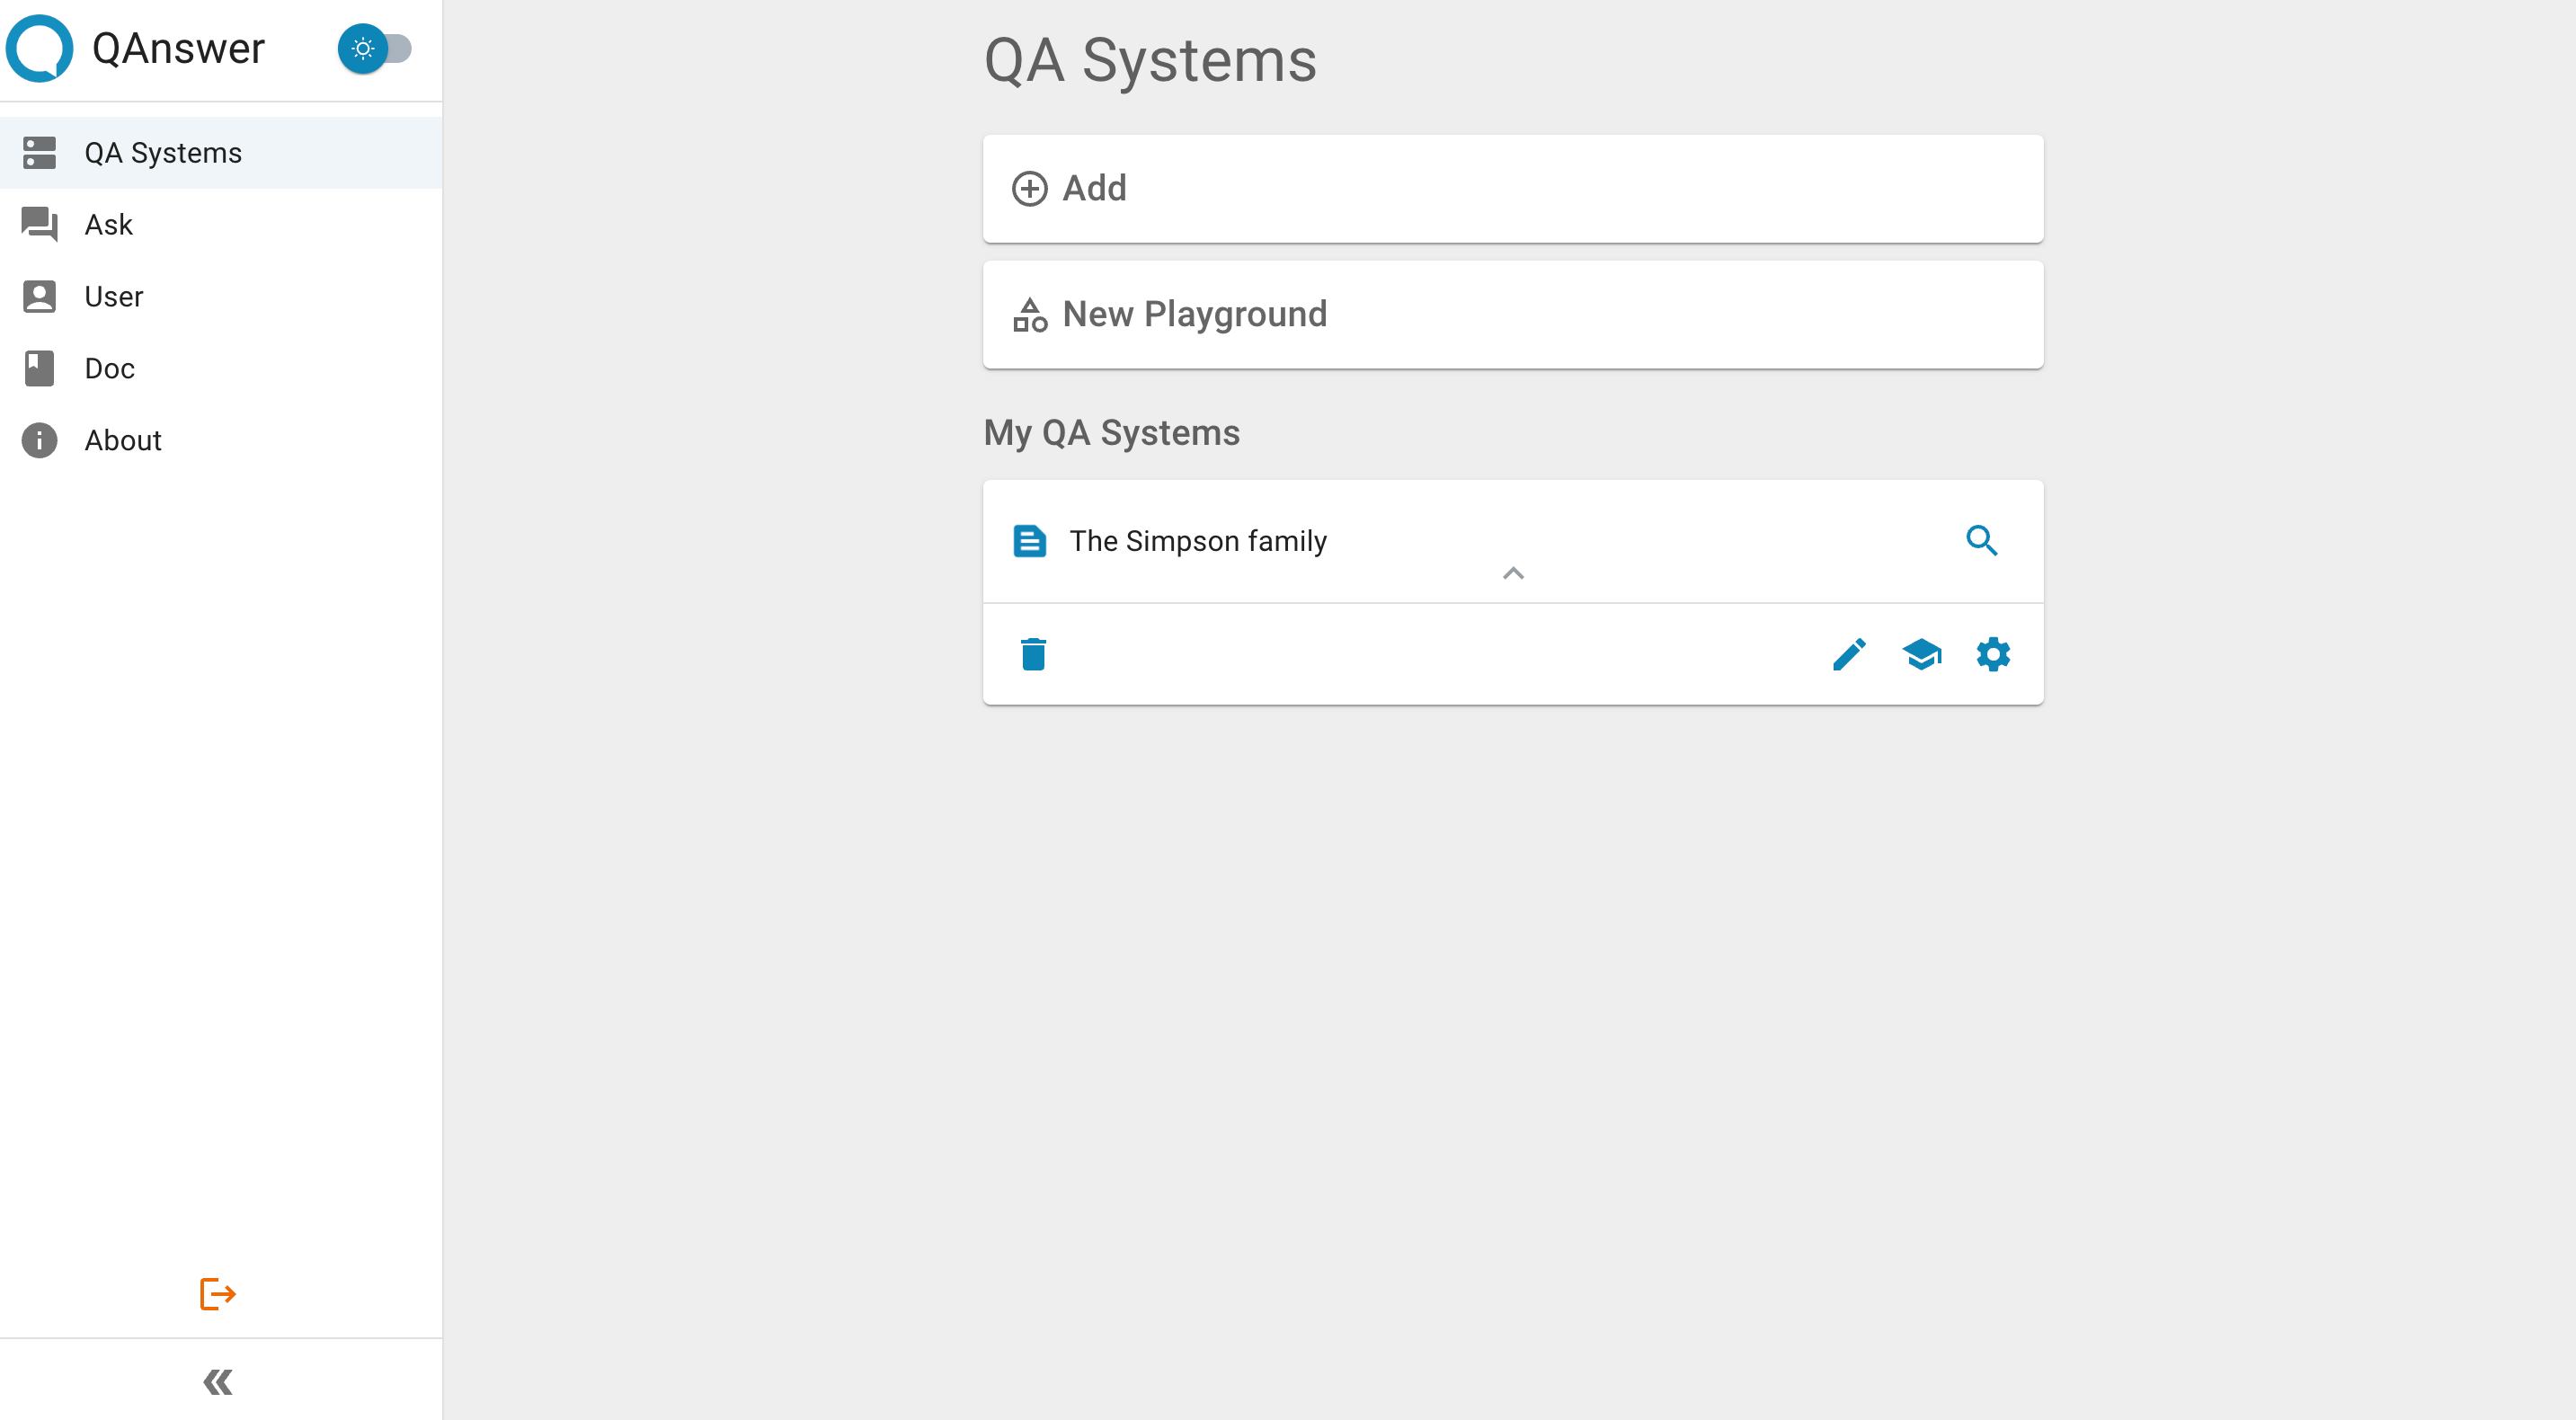 QAnswer
QA Systems
Ask
User
Doc
About
QA Systems
Add
New Playground
My QA Systems
The Simpson family